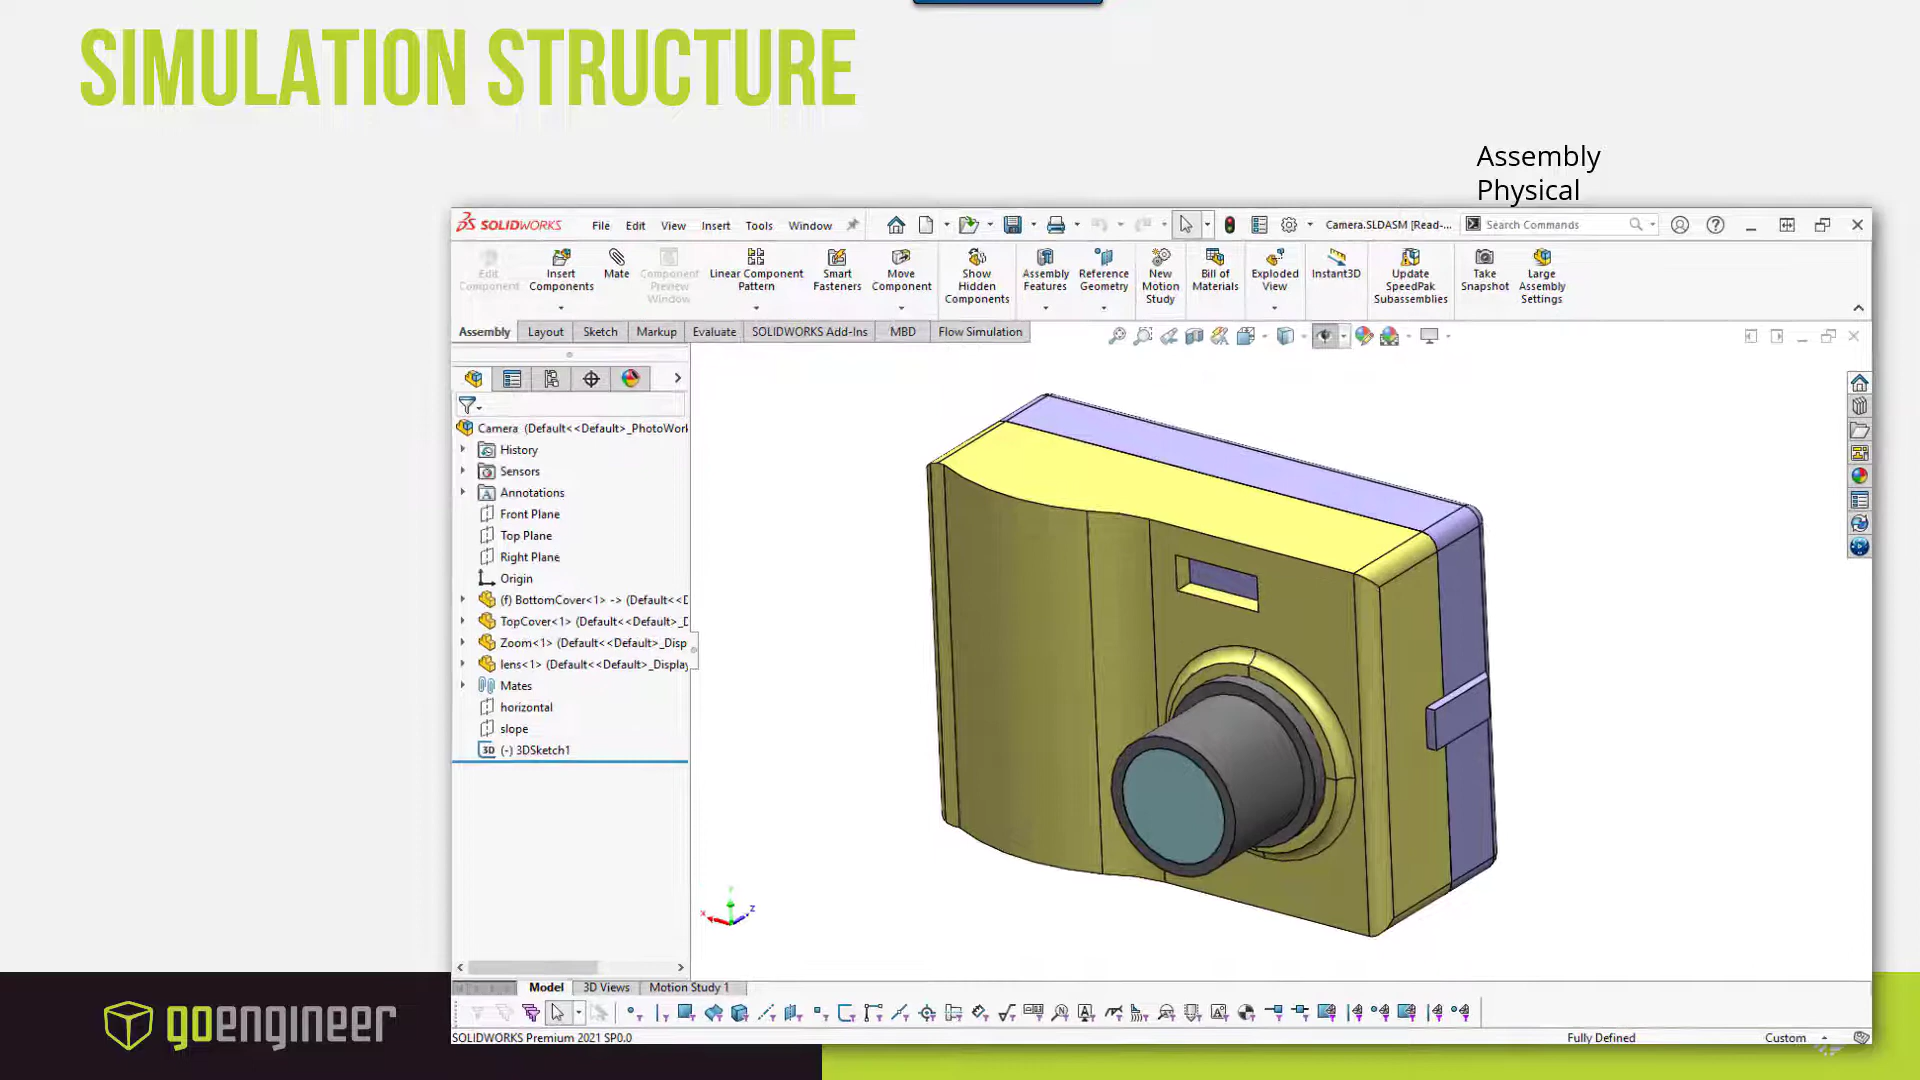 SIMULATION STRUCTURE
Assembly
Physical
SOLIDWORKS File Edit View Insert Tools Window Camera.SLDASM [Read-... Search Commands
Edit Component
Insert Components
Mate
Component Preview Window
Linear Component Pattern
Smart Fasteners
Move Component
Show Hidden Components
Assembly Features
Reference Geometry
New Motion Study
Bill of Materials
Exploded View
Instant3D
Update SpeedPak Subassemblies
Take Snapshot
Large Assembly Settings
Assembly Layout Sketch Markup Evaluate SOLIDWORKS Add-Ins MBD Flow Simulation
Camera (Default<<Default>_PhotoWork
History
Sensors
Annotations
Front Plane
Top Plane
Right Plane
Origin
(f) BottomCover<1> -> (Default<<D
TopCover<1> (Default<<Default>_D
Zoom<1> (Default<<Default>_Disp
lens<1> (Default<<Default>_Display
Mates
horizontal
slope
3D (-) 3DSketch1
Y
X
Z
Model 3D Views Motion Study 1
SOLIDWORKS Premium 2021 SP0.0 Fully Defined Custom
goengineer